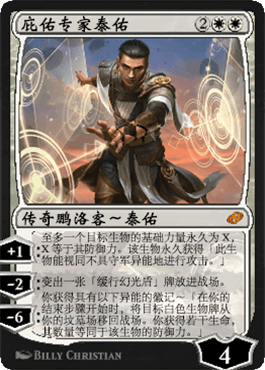 庇佑专家泰佑 2
传奇鹏洛客~泰佑
+1: 至多一个目标生物的基础力量永久为X,
X等于其防御力。该生物永久获得「此生
物能视同不具守军异能地进行攻击。」
-2: 变出一张「缓行幻光盾」牌放进战场。
-6: 你获得具有以下异能的徽记~「在你的
结束步骤开始时,将目标白色生物牌从
你的坟墓场移回战场。你获得若干生命,
其数量等同于该生物的防御力。」
BILLY CHRISTIAN
4